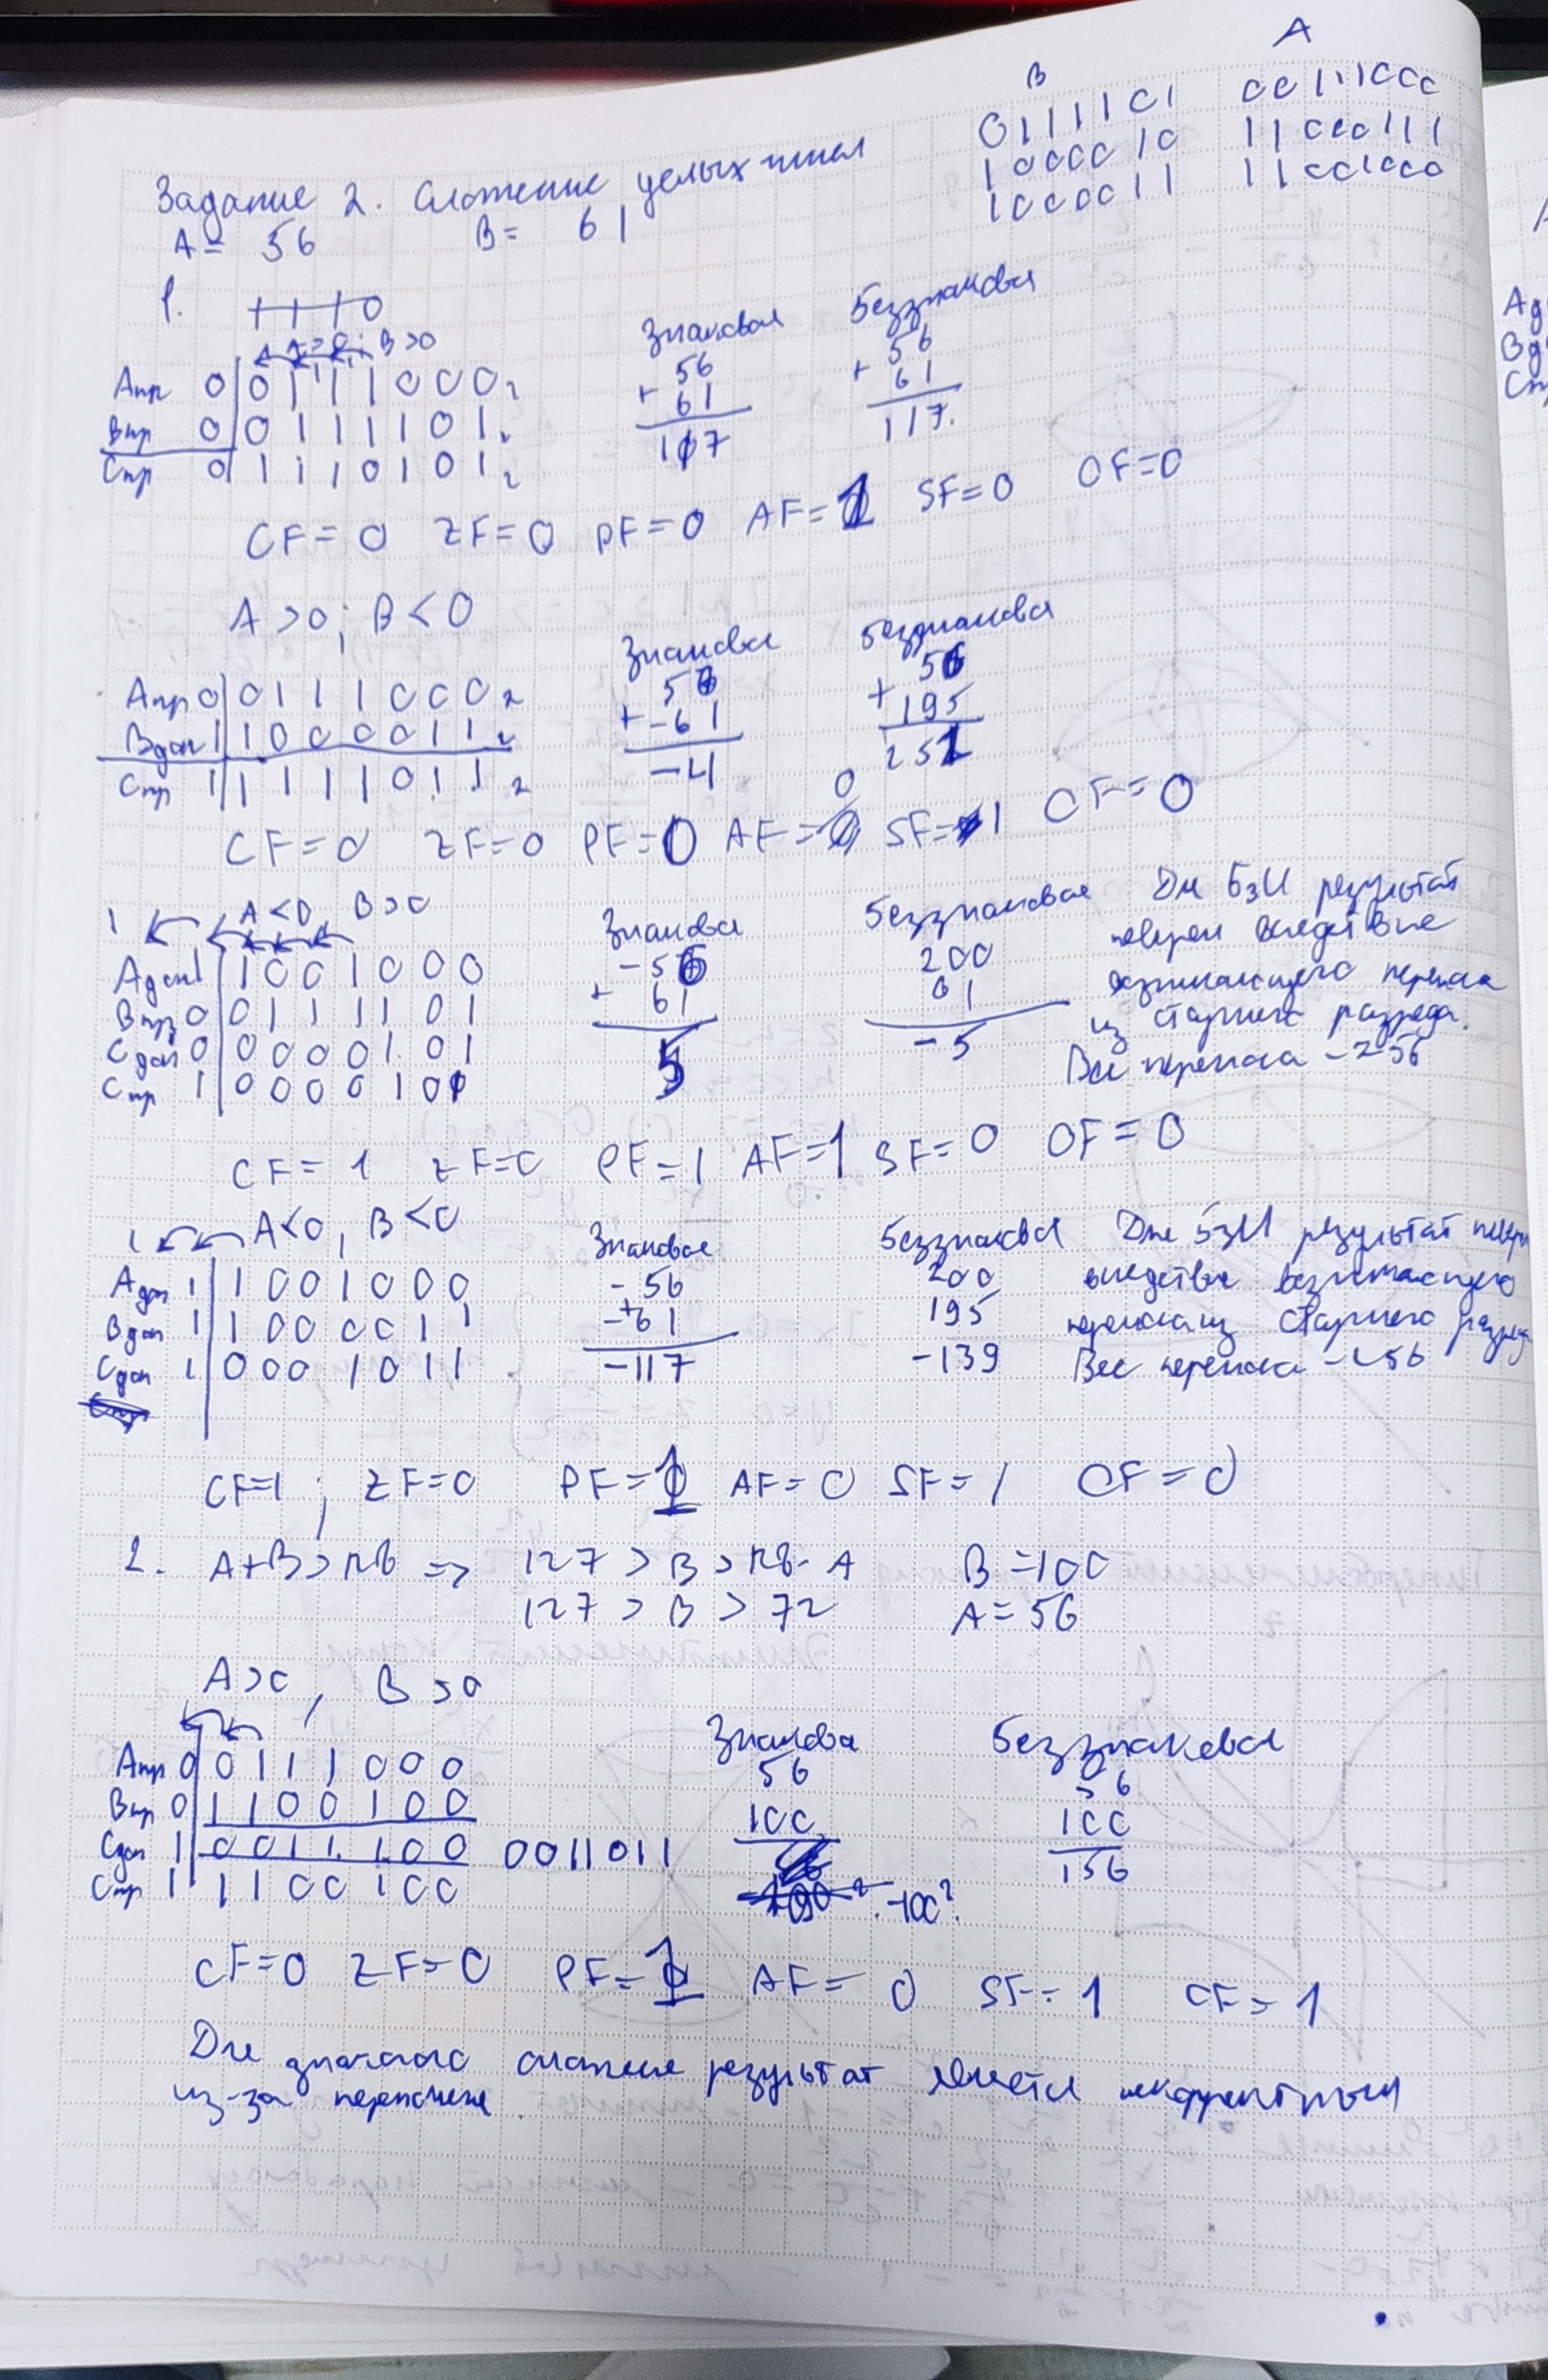 B A
0111101 00111000
1000010 11000111
1000011 11001000
Задание 2. Сложение целых чисел
A = 56 B = 61
1.
B > 0
Aпр 0 0111000₂
Bпр 0 0111101₂
Cпр 0 1110101₂
Знаковая Беззнаковая
56 56
+ 61 + 61
117 117.
CF = 0 ZF = 0 PF = 0 AF = 1 SF = 0 OF = 0
A > 0; B < 0
Aпр 0 0111000₂
Bдоп 1 1000011₂
Cпр 1 1111011₂
Знаковая Беззнаковая
56 56
+ -61 + 195
-4 251
CF = 0 ZF = 0 PF = 0 AF = 0 SF = 1 OF = 0
1 A < 0, B > 0
Aдоп 1 1001000
Bпр 0 0111101
Cдоп 0 0000101
Cпр 1 0000101
Знаковая Беззнаковая
-56 200
+ 61 61
5 -5
Для БзИ результат
неверен вследствие
возникающего переноса
из старшего разряда.
Вес переноса - 256
CF = 1 ZF = 0 PF = 1 AF = 1 SF = 0 OF = 0
1 A < 0, B < 0
Aдоп 1 1001000
Bдоп 1 1000011
Cдоп 1 0001011
Знаковая Беззнаковая
-56 200
+ -61 195
-117 -139
Для БзИ результат неверен
вследствие возникающего
переноса из старшего разряда
Вес переноса - 256
CF = 1; ZF = 0 PF = 1 AF = 0 SF = 1 OF = 0
2. A + B > 128 => 127 > B > 128 - A B = 100
127 > B > 72 A = 56
A > 0, B > 0
Aпр 0 0111000
Bпр 0 1100100
Cдоп 1 0011100 0011011
Cпр 1 1100100
Знаковая Беззнаковая
56 56
100 100
-100? 156
CF = 0 ZF = 0 PF = 1 AF = 0 SF = 1 OF = 1
Для знакового сложения результат является некорректным
из-за переполнения